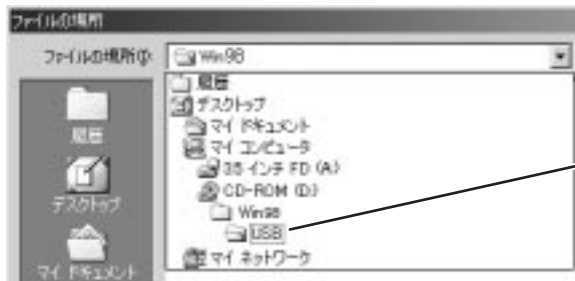 ファイルの場所
ファイルの場所(I):
Win98
履歴
デスクトップ
マイ ドキュメント
マイ コンピュータ
3.5 インチ FD (A:)
CD-ROM (D:)
Win98
USB
マイ ネットワーク
履歴
デスクトップ
マイ ドキュメント